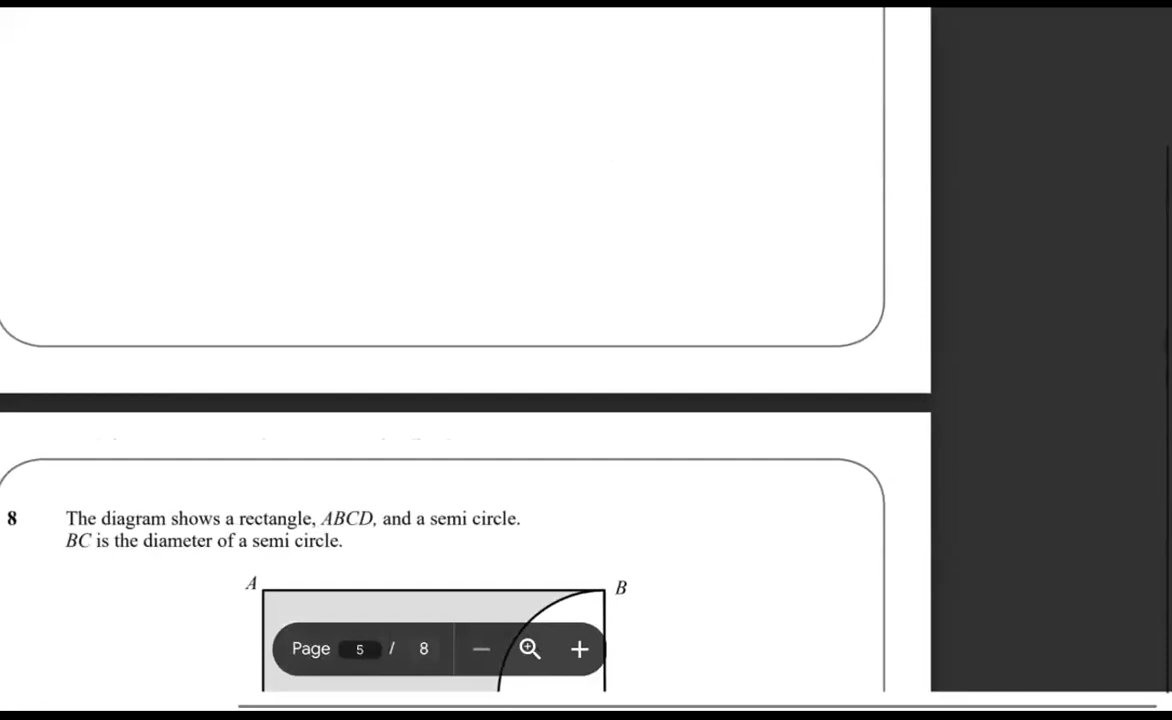 8 The diagram shows a rectangle, ABCD, and a semi circle.
BC is the diameter of a semi circle.
A B
Page 5 / 8 — +